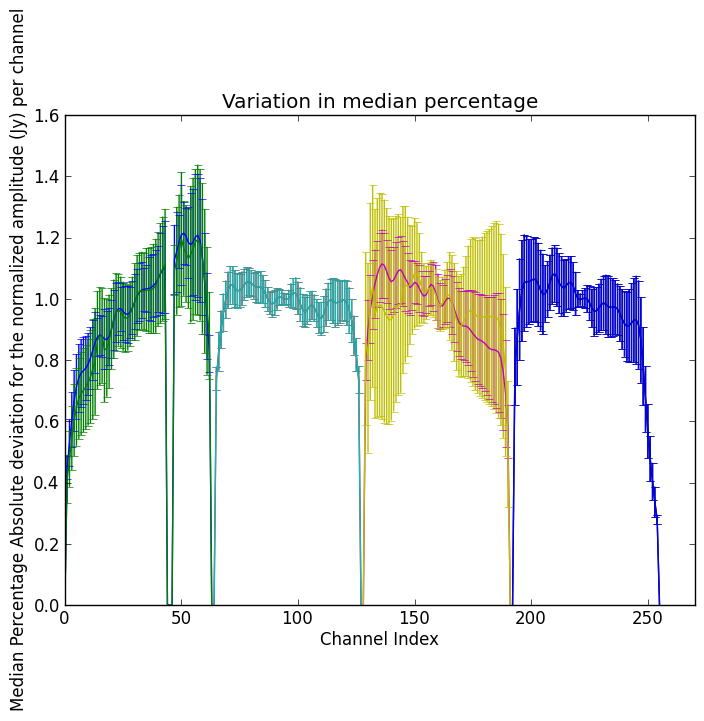 Variation in median percentage
Median Percentage Absolute deviation for the normalized amplitude (Jy) per channel
1.6
1.4
1.2
1.0
0.8
0.6
0.4
0.2
0.0
0 50 100 150 200 250
Channel Index